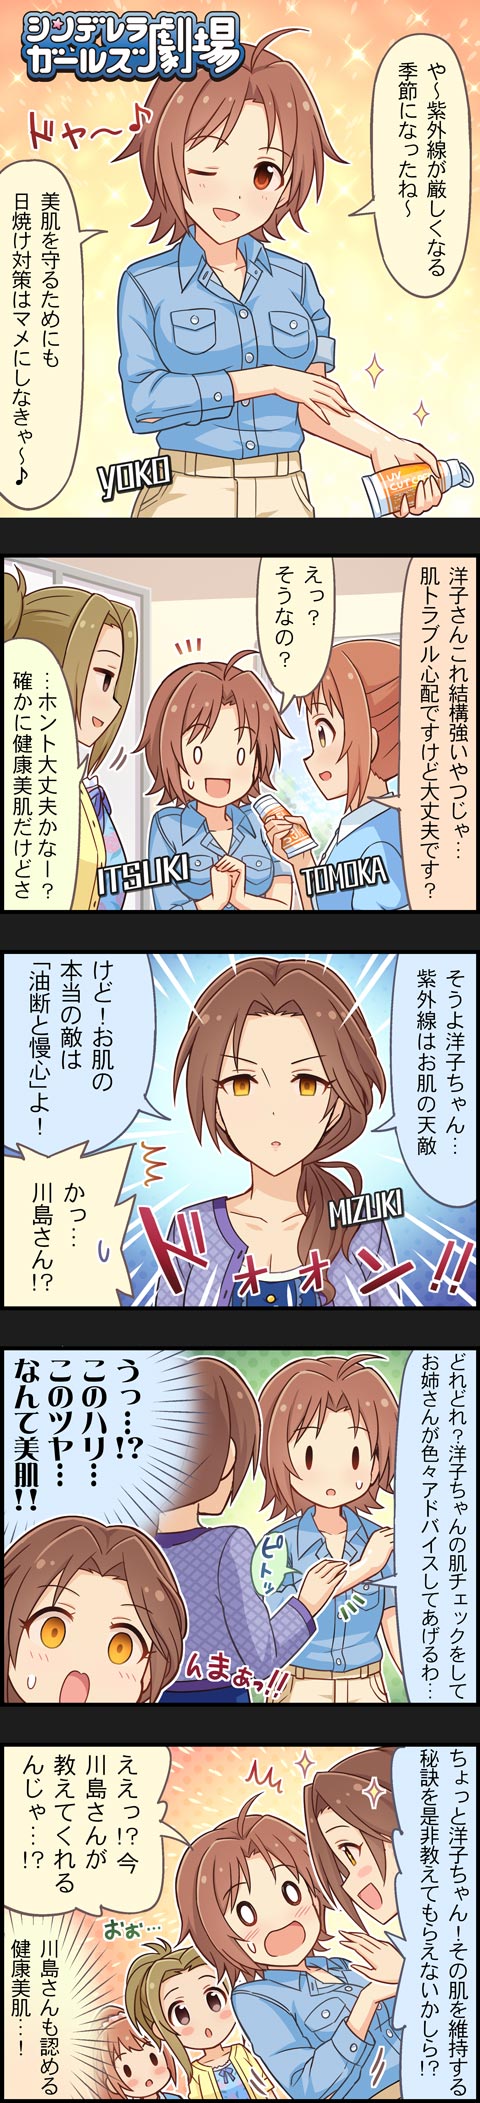 シンデレラ
ガールズ劇場
や〜紫外線が厳しくなる
季節になったね〜
ズヤ〜♪
美肌を守るためにも
日焼け対策はマメにしなきゃ〜♪
YOKO
UV
CUT
洋子さんこれ結構強いやつじゃ…
肌トラブル心配ですけど大丈夫です?
えっ?
そうなの?
…ホント大丈夫かなー?
確かに健康美肌だけどさ
ITSUKI
TOMOKA
そうよ洋子ちゃん…
紫外線はお肌の天敵
けど!お肌の
本当の敵は
「油断と慢心」よ!
MIZUKI
かっ…
川島さん!?
ドォォン!!
どれどれ?洋子ちゃんの肌チェックをして
お姉さんが色々アドバイスしてあげるわ…
うっ…!?
このハリ…
このツヤ…
なんて美肌!!
ピトッ
んまぁっ!!
ちょっと洋子ちゃん!その肌を維持する
秘訣を是非教えてもらえないかしら!?
ええっ!?今
川島さんが
教えてくれる
んじゃ…!?
おぉ…
川島さんも認める
健康美肌…!